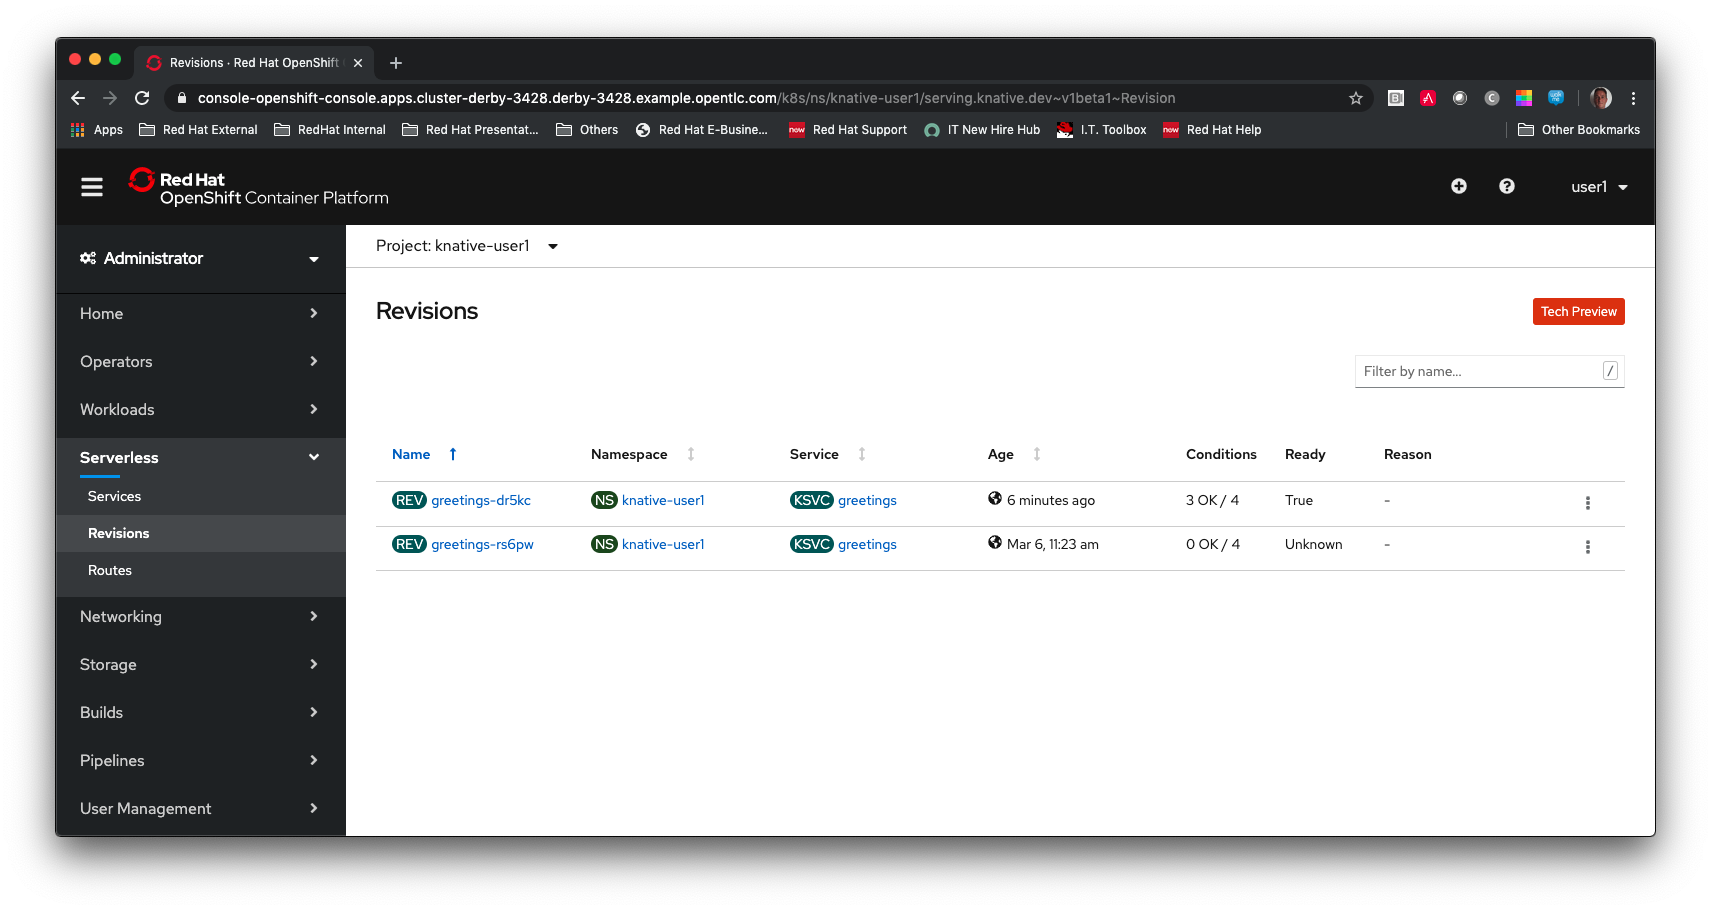 Revisions · Red Hat OpenShift
console-openshift-console.apps.cluster-derby-3428.derby-3428.example.opentlc.com/k8s/ns/knative-user1/serving.knative.dev~v1beta1~Revision
Apps Red Hat External RedHat Internal Red Hat Presentat... Others Red Hat E-Busine... now Red Hat Support IT New Hire Hub I.T. Toolbox now Red Hat Help Other Bookmarks
Red Hat
OpenShift Container Platform
user1
Administrator
Home
Operators
Workloads
Serverless
Services
Revisions
Routes
Networking
Storage
Builds
Pipelines
User Management
Project: knative-user1
Revisions
Tech Preview
Filter by name... /
Name Namespace Service Age Conditions Ready Reason
REV greetings-dr5kc NS knative-user1 KSVC greetings 6 minutes ago 3 OK / 4 True -
REV greetings-rs6pw NS knative-user1 KSVC greetings Mar 6, 11:23 am 0 OK / 4 Unknown -